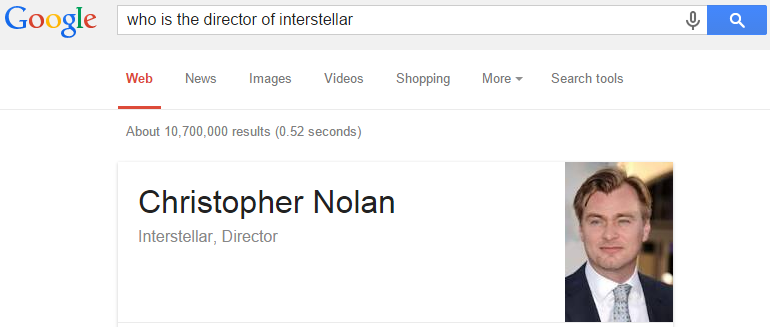 Google who is the director of interstellar
Web News Images Videos Shopping More Search tools
About 10,700,000 results (0.52 seconds)
Christopher Nolan
Interstellar, Director